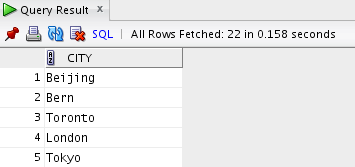 Query Result ×
SQL | All Rows Fetched: 22 in 0.158 seconds
CITY
1 Beijing
2 Bern
3 Toronto
4 London
5 Tokyo